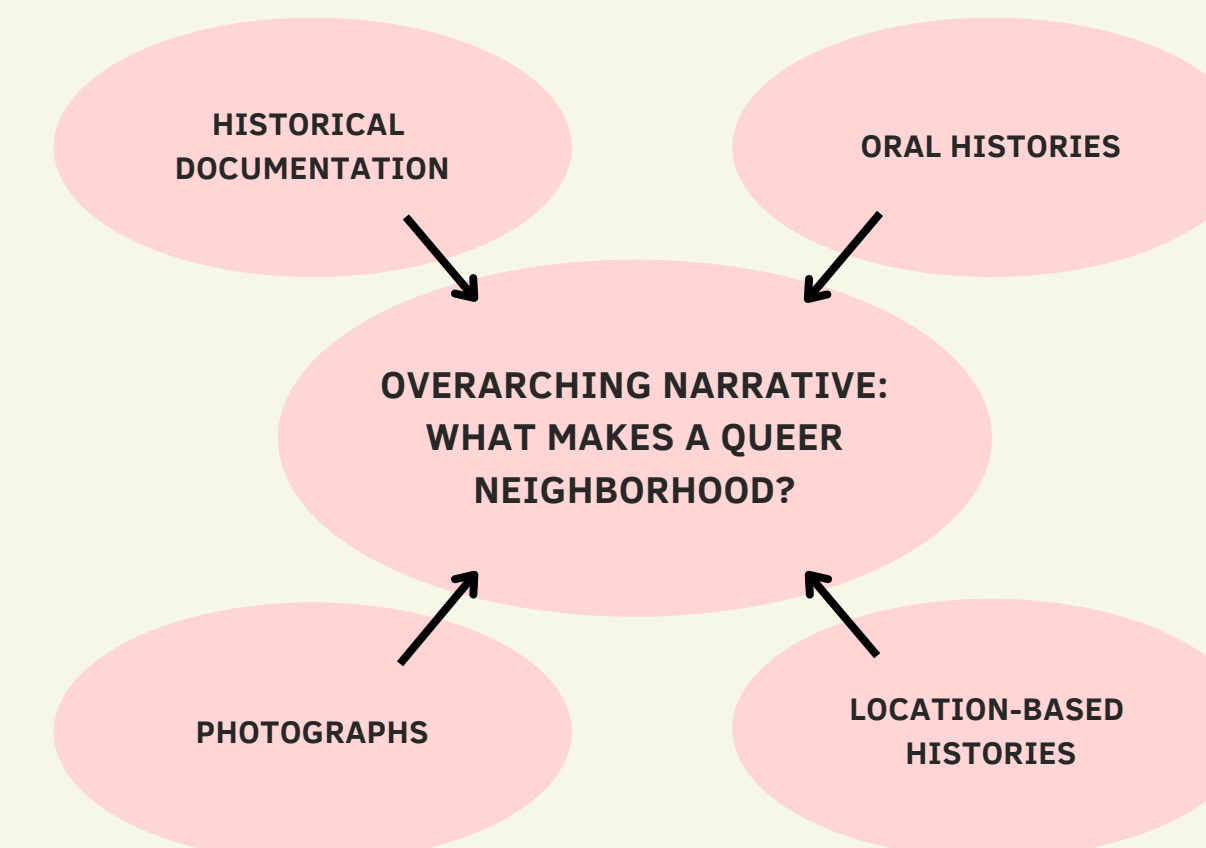 HISTORICAL
DOCUMENTATION
ORAL HISTORIES
OVERARCHING NARRATIVE:
WHAT MAKES A QUEER
NEIGHBORHOOD?
PHOTOGRAPHS
LOCATION-BASED
HISTORIES